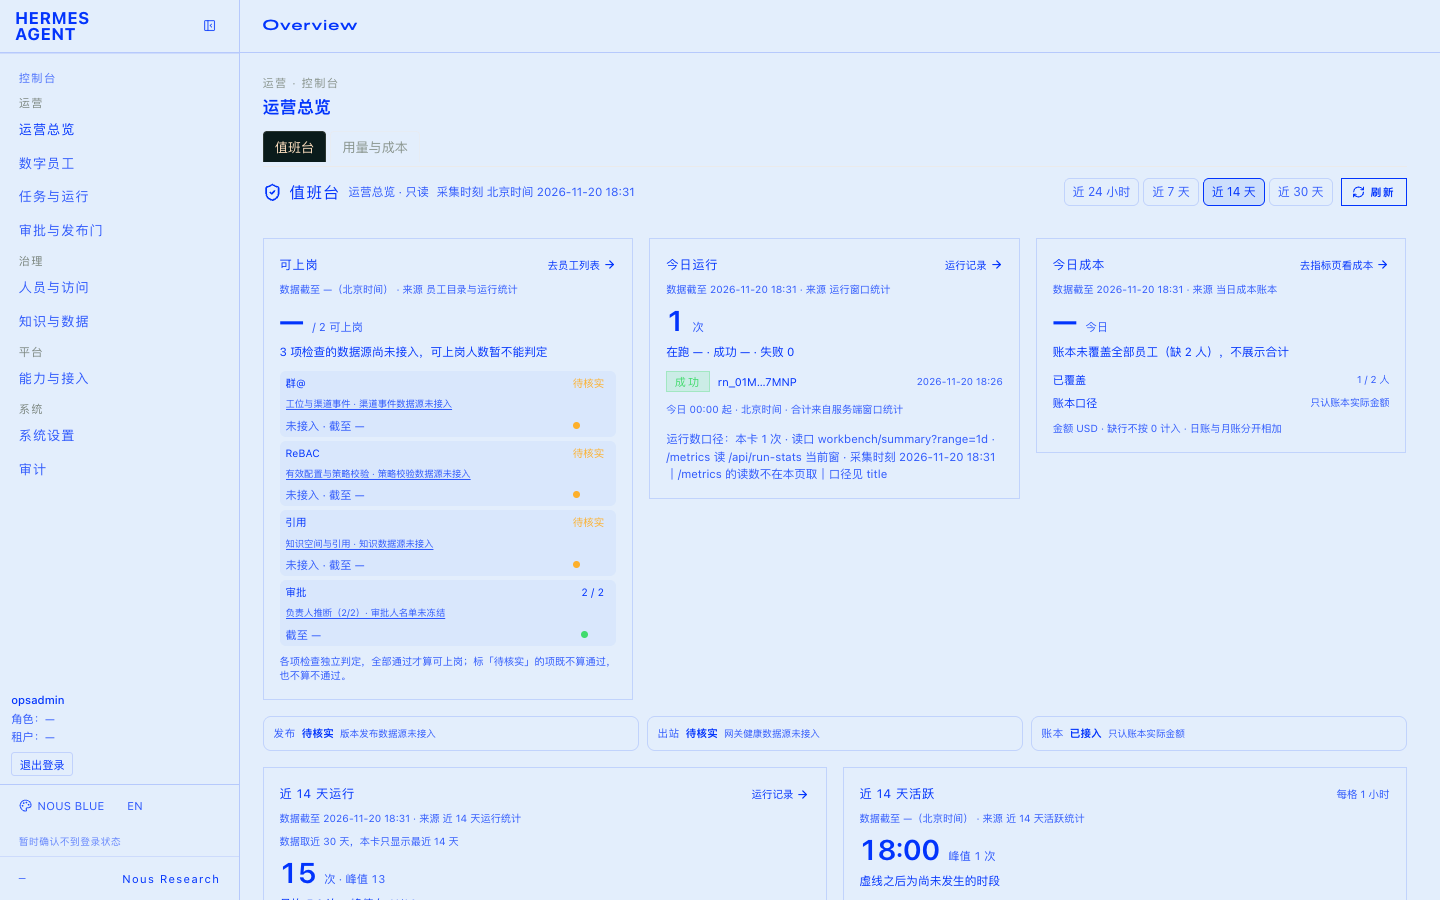 HERMES
AGENT
Overview
控制台
运营
运营总览
数字员工
任务与运行
审批与发布门
治理
人员与访问
知识与数据
平台
能力与接入
系统
系统设置
审计
opsadmin
角色：—
租户：—
退出登录
NOUS BLUE EN
暂时确认不到登录状态
— Nous Research
运营 · 控制台
运营总览
值班台 用量与成本
值班台 运营总览 · 只读 采集时刻 北京时间 2026-11-20 18:31
近 24 小时 近 7 天 近 14 天 近 30 天 刷新
可上岗 去员工列表 →
数据截至 —（北京时间） · 来源 员工目录与运行统计
— / 2 可上岗
3 项检查的数据源尚未接入，可上岗人数暂不能判定
群@ 待核实
工位与渠道事件 · 渠道事件数据源未接入
未接入 · 截至 —
ReBAC 待核实
有效配置与策略校验 · 策略校验数据源未接入
未接入 · 截至 —
引用 待核实
知识空间与引用 · 知识数据源未接入
未接入 · 截至 —
审批 2 / 2
负责人推断（2/2）· 审批人名单未冻结
截至 —
各项检查独立判定，全部通过才算可上岗；标「待核实」的项既不算通过，
也不算不通过。
今日运行 运行记录 →
数据截至 2026-11-20 18:31 · 来源 运行窗口统计
1 次
在跑 — · 成功 — · 失败 0
成功 rn_01M…7MNP 2026-11-20 18:26
今日 00:00 起 · 北京时间 · 合计来自服务端窗口统计
运行数口径：本卡 1 次 · 读口 workbench/summary?range=1d ·
/metrics 读 /api/run-stats 当前窗 · 采集时刻 2026-11-20 18:31
｜/metrics 的读数不在本页取｜口径见 title
今日成本 去指标页看成本 →
数据截至 2026-11-20 18:31 · 来源 当日成本账本
— 今日
账本未覆盖全部员工（缺 2 人），不展示合计
已覆盖 1 / 2 人
账本口径 只认账本实际金额
金额 USD · 缺行不按 0 计入 · 日账与月账分开相加
发布 待核实 版本发布数据源未接入
出站 待核实 网关健康数据源未接入
账本 已接入 只认账本实际金额
近 14 天运行 运行记录 →
数据截至 2026-11-20 18:31 · 来源 近 14 天运行统计
数据取近 30 天，本卡只显示最近 14 天
15 次 · 峰值 13
近 14 天活跃 每格 1 小时
数据截至 —（北京时间） · 来源 近 14 天活跃统计
18:00 峰值 1 次
虚线之后为尚未发生的时段